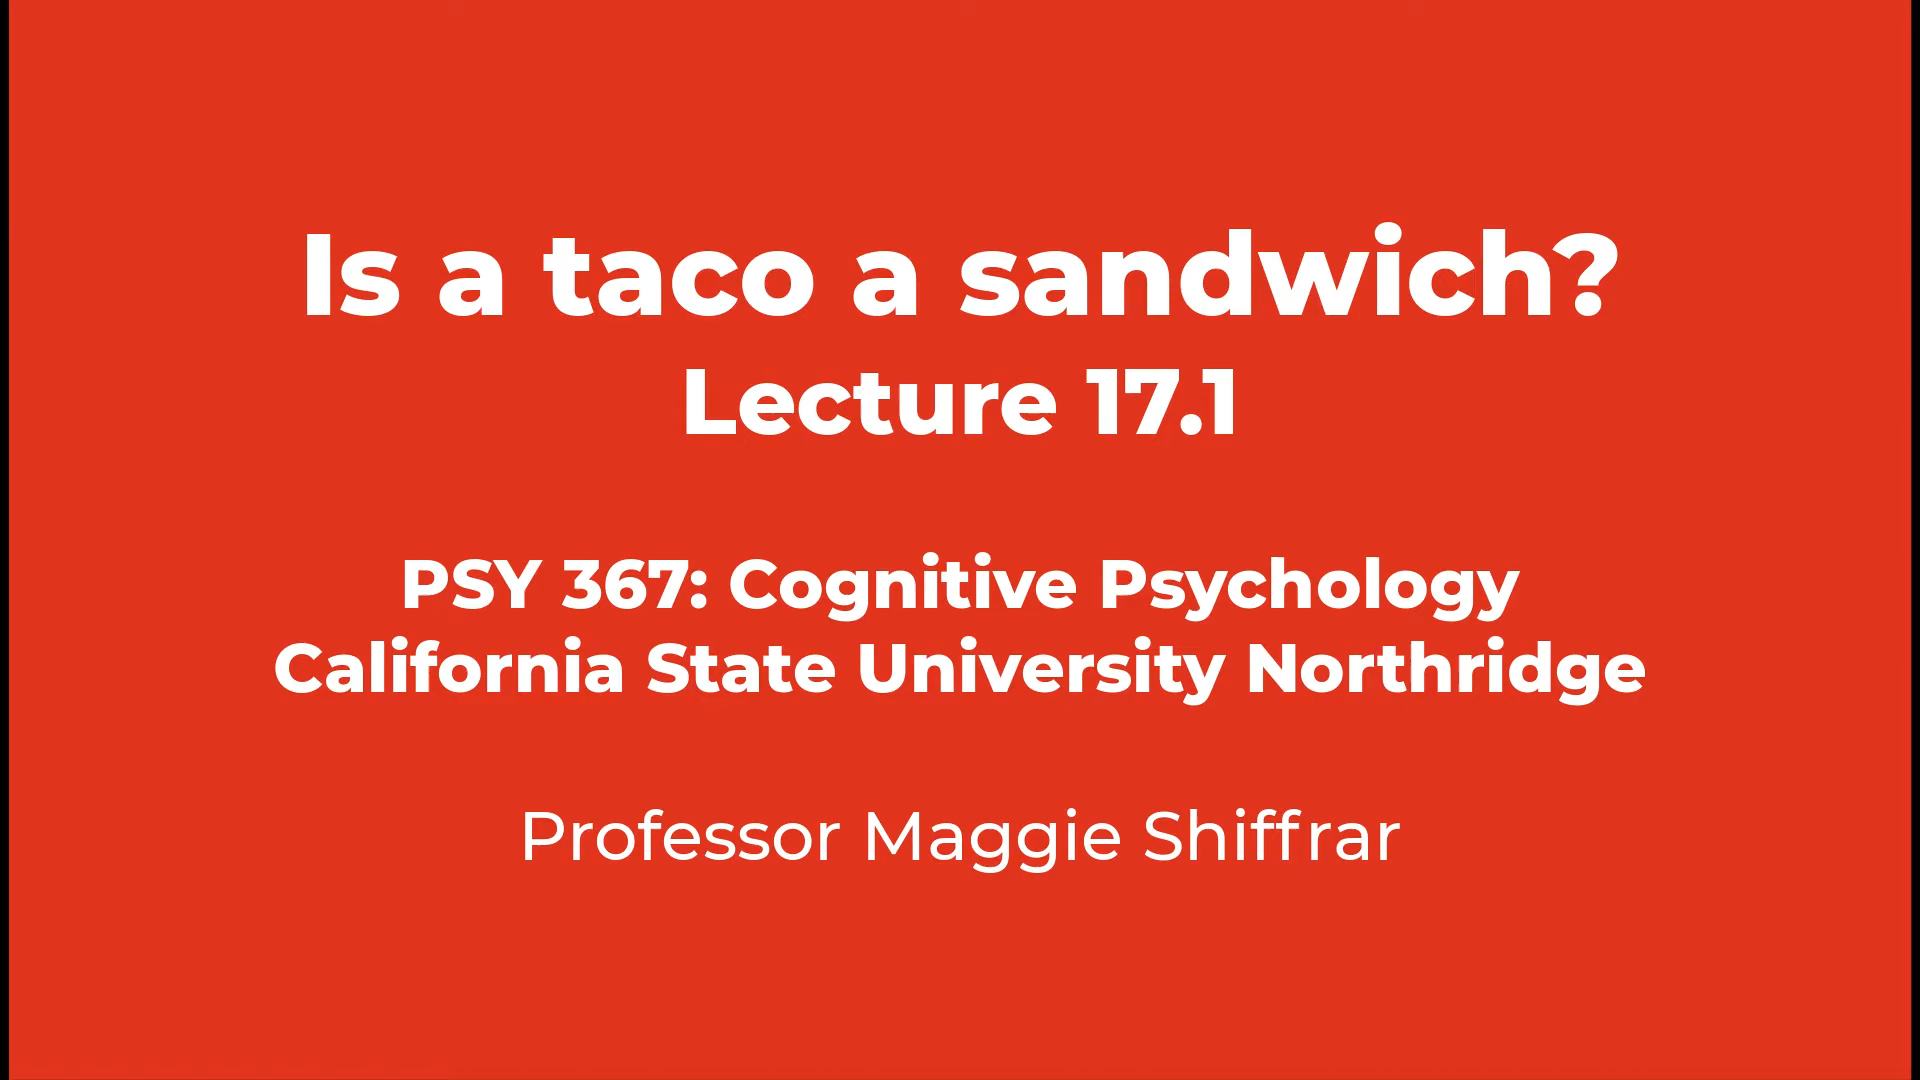 Is a taco a sandwich?
Lecture 17.1
PSY 367: Cognitive Psychology
California State University Northridge
Professor Maggie Shiffrar